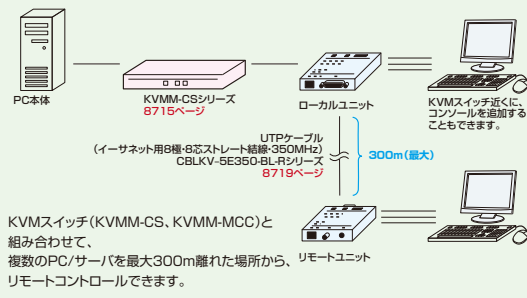 PC本体
KVMM-CSシリーズ
8715ページ
ローカルユニット
KVMスイッチ近くに、
コンソールを追加する
こともできます。
UTPケーブル
(イーサネット用8極・8芯ストレート結線・350MHz)
CBLKV-5E350-BL-Rシリーズ
8719ページ
300m(最大)
KVMスイッチ(KVMM-CS、KVMM-MCC)と
組み合わせて、
複数のPC/サーバを最大300m離れた場所から、
リモートコントロールできます。
リモートユニット